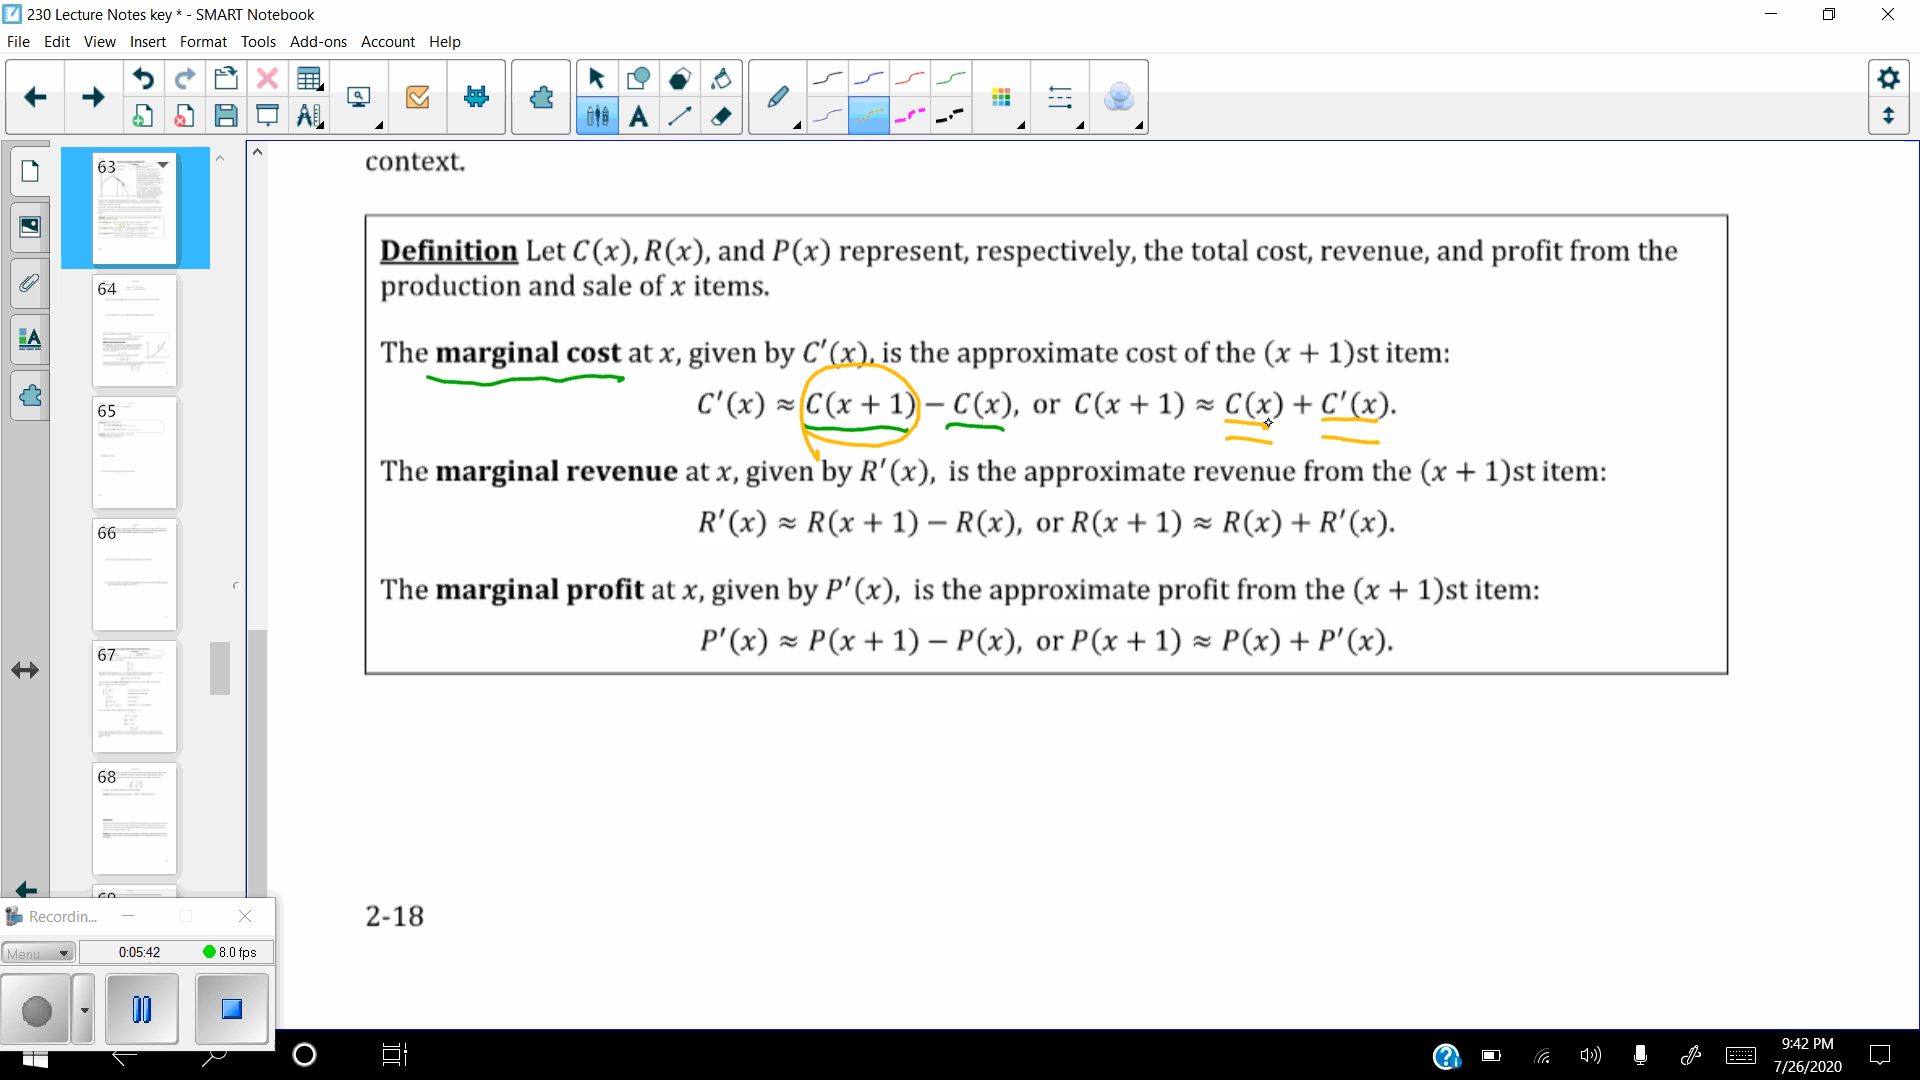 230 Lecture Notes key * - SMART Notebook
File Edit View Insert Format Tools Add-ons Account Help
63
64
65
66
67
68
context.
Definition Let C(x), R(x), and P(x) represent, respectively, the total cost, revenue, and profit from the
production and sale of x items.
The marginal cost at x, given by C′(x), is the approximate cost of the (x + 1)st item:
C′(x) ≈ C(x + 1) − C(x), or C(x + 1) ≈ C(x) + C′(x).
The marginal revenue at x, given by R′(x), is the approximate revenue from the (x + 1)st item:
R′(x) ≈ R(x + 1) − R(x), or R(x + 1) ≈ R(x) + R′(x).
The marginal profit at x, given by P′(x), is the approximate profit from the (x + 1)st item:
P′(x) ≈ P(x + 1) − P(x), or P(x + 1) ≈ P(x) + P′(x).
2-18
Recordin...
Menu 0:05:42 8.0 fps
9:42 PM
7/26/2020